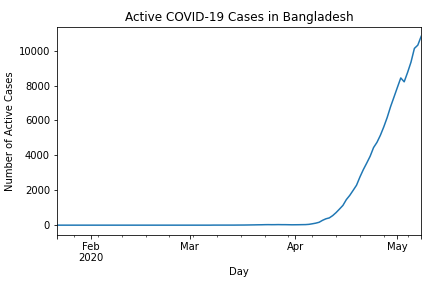 Active COVID-19 Cases in Bangladesh
Number of Active Cases
10000
8000
6000
4000
2000
0
Feb
2020
Mar
Apr
May
Day